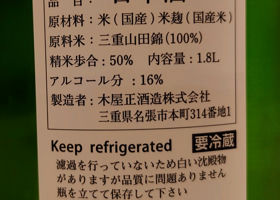 品目：日本酒
原材料：米（国産）米麹（国産米）
原料米：三重山田錦(100%)
精米歩合：50%　内容量：1.8L
アルコール分　：16%
製造者：木屋正酒造株式会社
三重県名張市本町314番地1
Keep refrigerated 要冷蔵
濾過を行っていないため白い沈殿物
がありますが品質に問題ありません
瓶を立てて保存して下さい